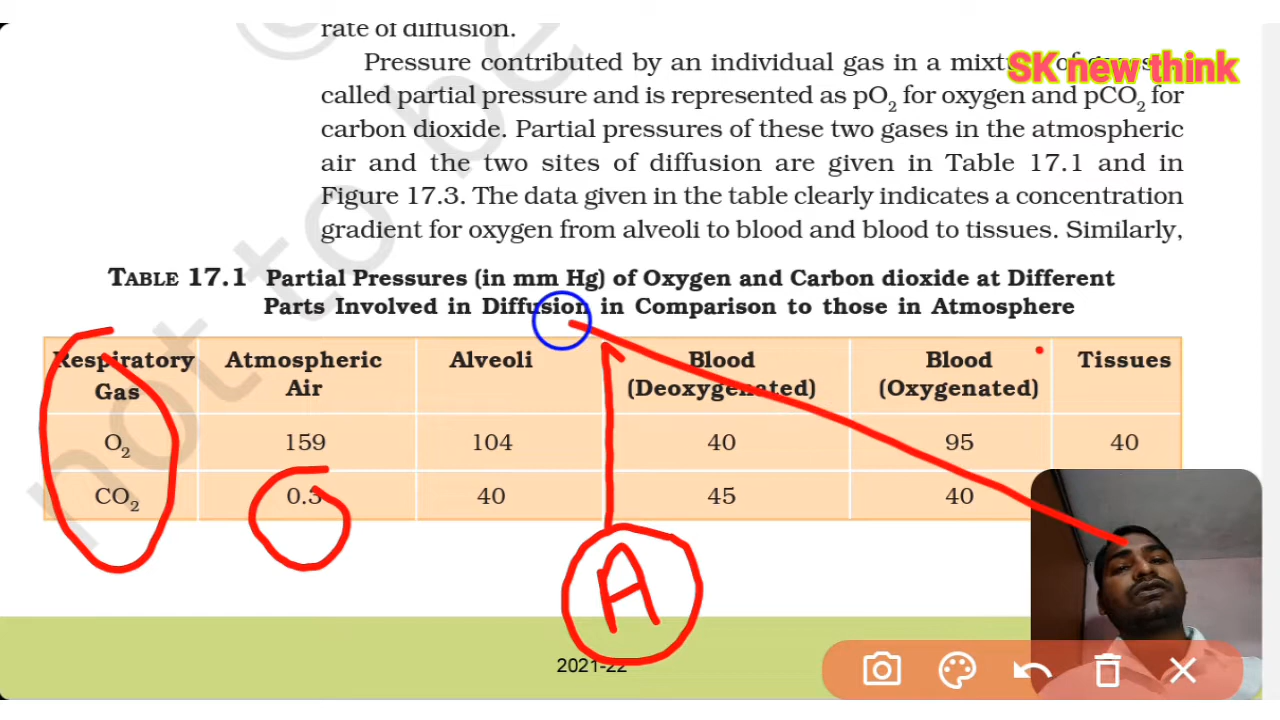 rate of diffusion.
Pressure contributed by an individual gas in a
SK new think
called partial pressure and is represented as pO₂ for oxygen and pCO₂ for
carbon dioxide. Partial pressures of these two gases in the atmospheric
air and the two sites of diffusion are given in Table 17.1 and in
Figure 17.3. The data given in the table clearly indicates a concentration
gradient for oxygen from alveoli to blood and blood to tissues. Similarly,
TABLE 17.1 Partial Pressures (in mm Hg) of Oxygen and Carbon dioxide at Different
Parts Involved in Diffusion in Comparison to those in Atmosphere
Respiratory Atmospheric Alveoli Blood Blood Tissues
Gas Air (Deoxygenated) (Oxygenated)
O₂ 159 104 40 95 40
CO₂ 0.3 40 45 40
A
2021-22
not to be